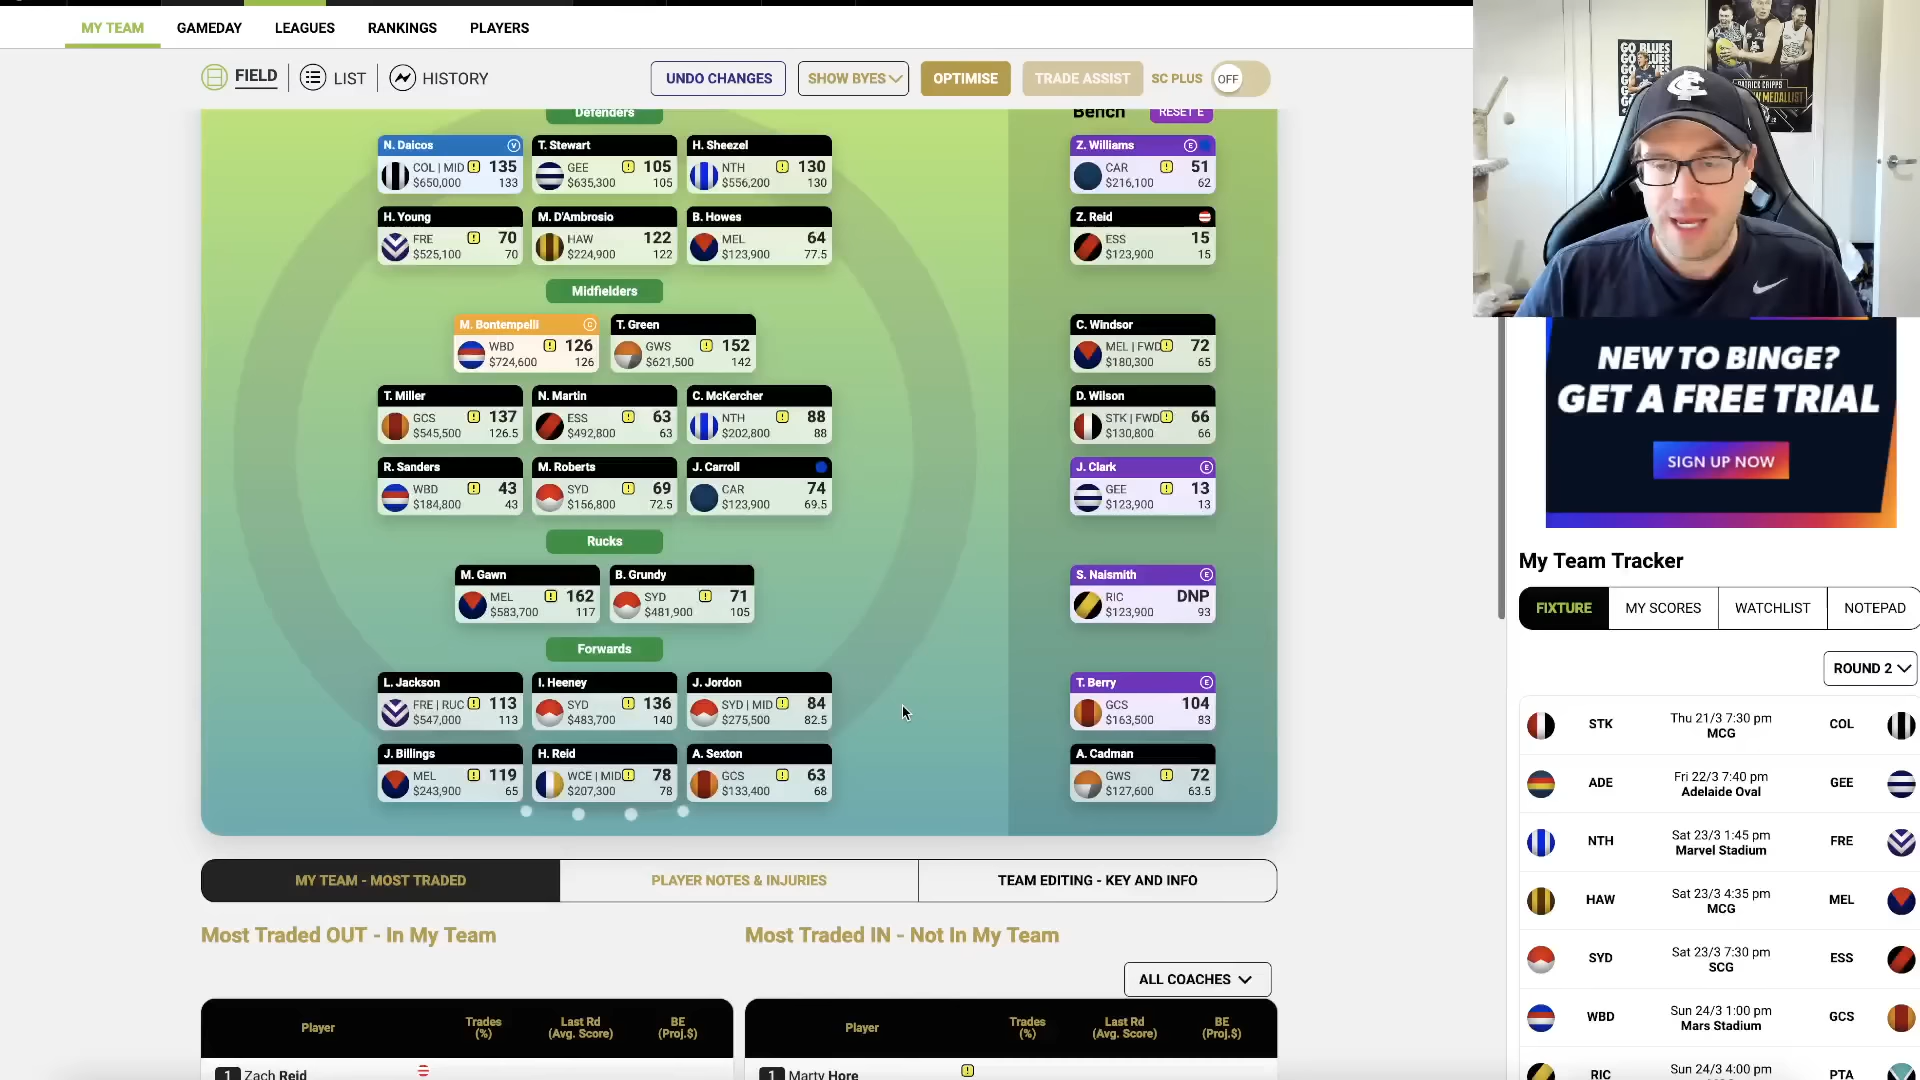 MY TEAM GAMEDAY LEAGUES RANKINGS PLAYERS
FIELD LIST HISTORY UNDO CHANGES SHOW BYES OPTIMISE TRADE ASSIST SC PLUS OFF
Defenders Bench RESET E
N. Daicos V T. Stewart H. Sheezel Z. Williams E
COL | MID ! 135 GEE ! 105 NTH ! 130 CAR ! 51
$650,000 133 $635,300 105 $556,200 130 $216,100 62
H. Young M. D'Ambrosio B. Howes Z. Reid
FRE ! 70 HAW 122 MEL 64 ESS 15
$525,100 70 $224,900 122 $123,900 77.5 $123,900 15
Midfielders
M. Bontempelli C T. Green C. Windsor
WBD ! 126 GWS ! 152 MEL | FWD ! 72
$724,600 126 $621,500 142 $180,300 65
T. Miller N. Martin C. McKercher D. Wilson
GCS ! 137 ESS ! 63 NTH ! 88 STK | FWD ! 66
$545,500 126.5 $492,800 63 $202,800 88 $130,800 66
R. Sanders M. Roberts J. Carroll J. Clark E
WBD ! 43 SYD ! 69 CAR 74 GEE ! 13
$184,800 43 $156,800 72.5 $123,900 69.5 $123,900 13
Rucks
M. Gawn B. Grundy S. Naismith E
MEL ! 162 SYD ! 71 RIC DNP
$583,700 117 $481,900 105 $123,900 93
Forwards
L. Jackson I. Heeney J. Jordon T. Berry E
FRE | RUC ! 113 SYD ! 136 SYD | MID ! 84 GCS 104
$547,000 113 $483,700 140 $275,500 82.5 $163,500 83
J. Billings H. Reid A. Sexton A. Cadman
MEL ! 119 WCE | MID ! 78 GCS ! 63 GWS ! 72
$243,900 65 $207,300 78 $133,400 68 $127,600 63.5
MY TEAM - MOST TRADED PLAYER NOTES & INJURIES TEAM EDITING - KEY AND INFO
Most Traded OUT - In My Team Most Traded IN - Not In My Team
ALL COACHES
Player Trades (%) Last Rd (Avg. Score) BE (Proj.$) Player Trades (%) Last Rd (Avg. Score) BE (Proj.$)
1 Zach Reid 1 Marty Hore !
GO BLUES
PATRICK CRIPPS
MEDALLIST
NEW TO BINGE?
GET A FREE TRIAL
SIGN UP NOW
My Team Tracker
FIXTURE MY SCORES WATCHLIST NOTEPAD
ROUND 2
STK Thu 21/3 7:30 pm COL
MCG
ADE Fri 22/3 7:40 pm GEE
Adelaide Oval
NTH Sat 23/3 1:45 pm FRE
Marvel Stadium
HAW Sat 23/3 4:35 pm MEL
MCG
SYD Sat 23/3 7:30 pm ESS
SCG
WBD Sun 24/3 1:00 pm GCS
Mars Stadium
RIC Sun 24/3 4:00 pm PTA